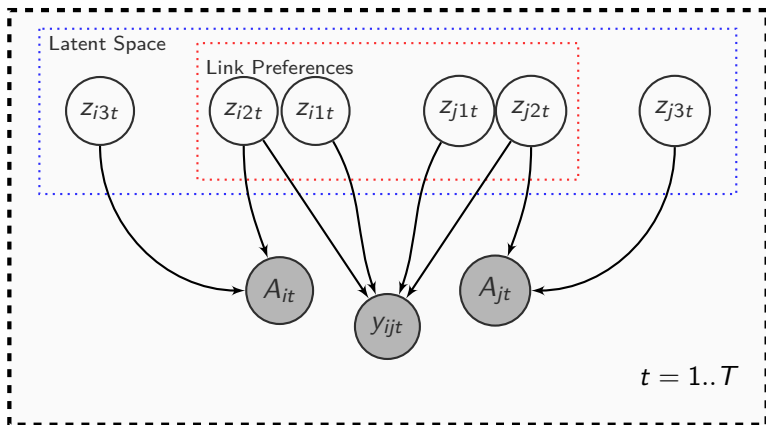 Latent Space
Link Preferences
z_{i3t} z_{i2t} z_{i1t} z_{j1t} z_{j2t} z_{j3t}
A_{it} A_{jt}
y_{ijt}
t = 1..T